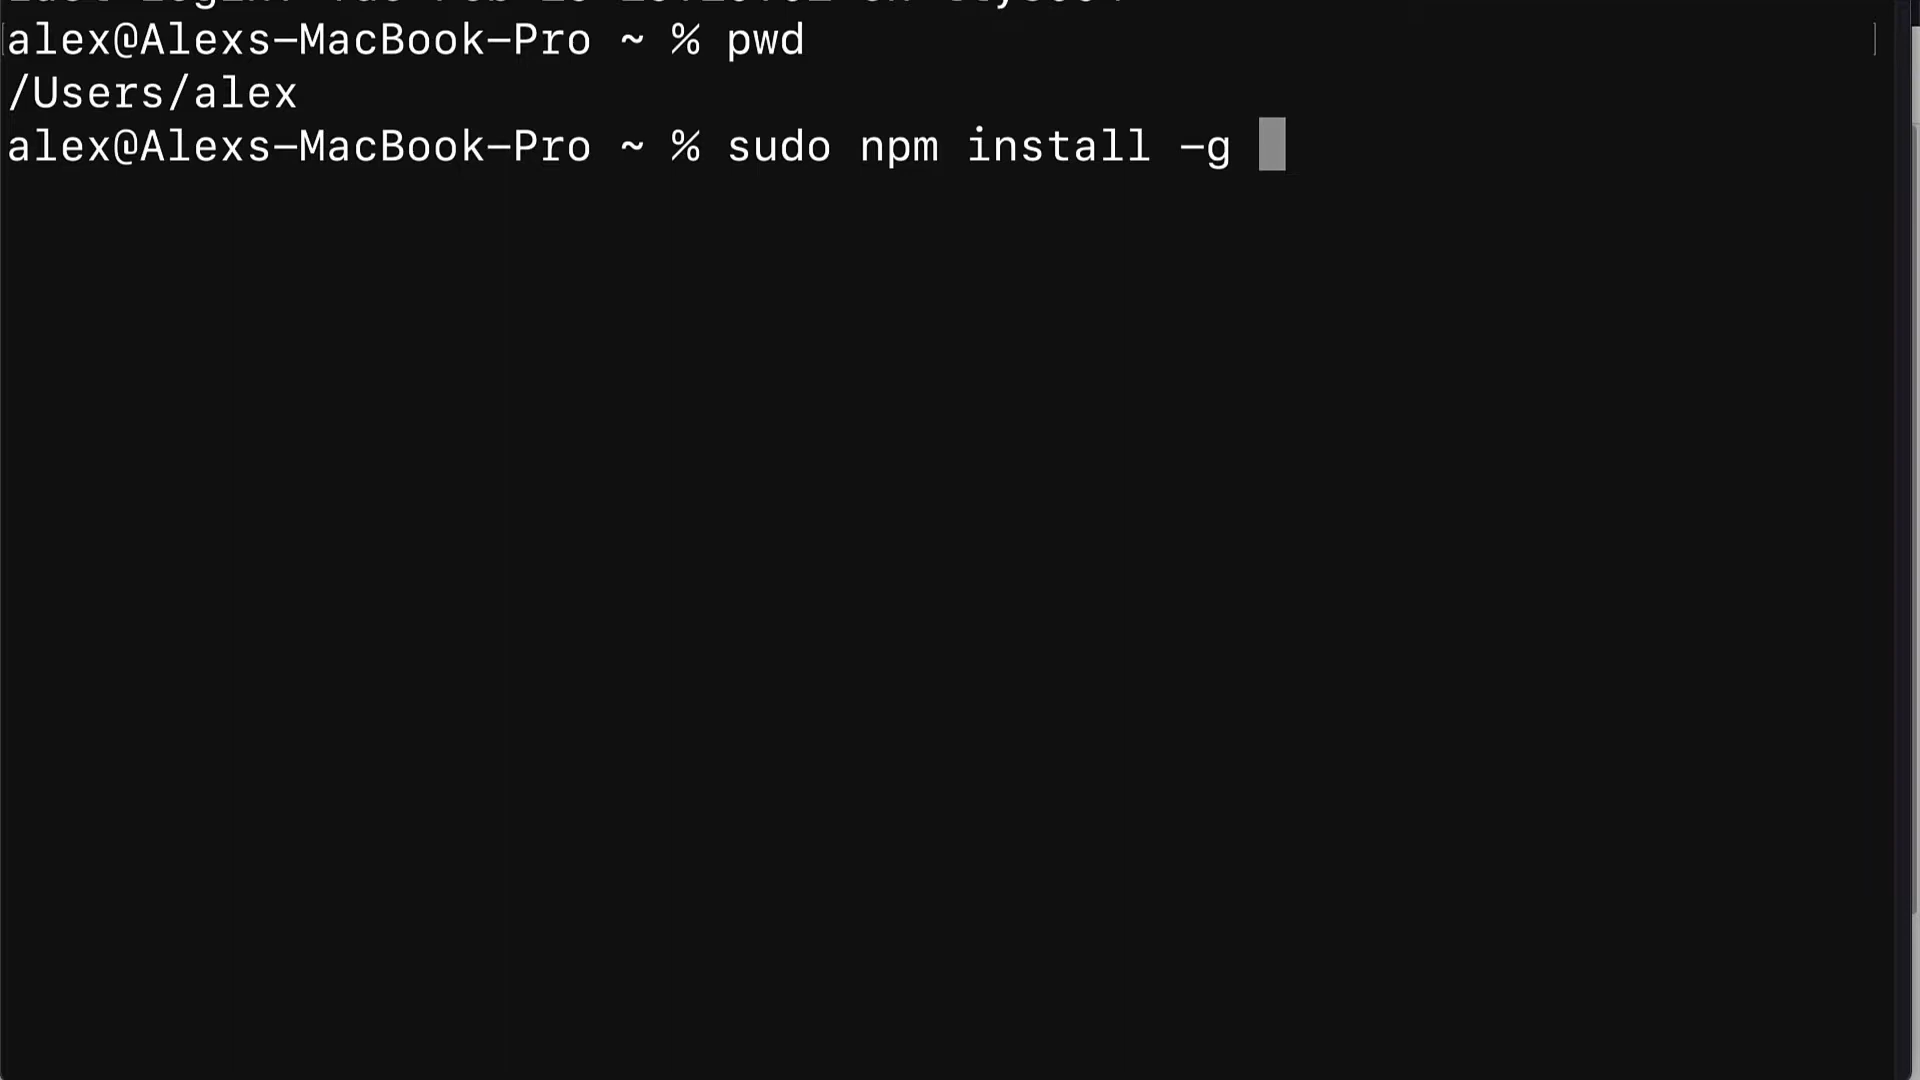 alex@Alexs-MacBook-Pro ~ % pwd
/Users/alex
alex@Alexs-MacBook-Pro ~ % sudo npm install -g